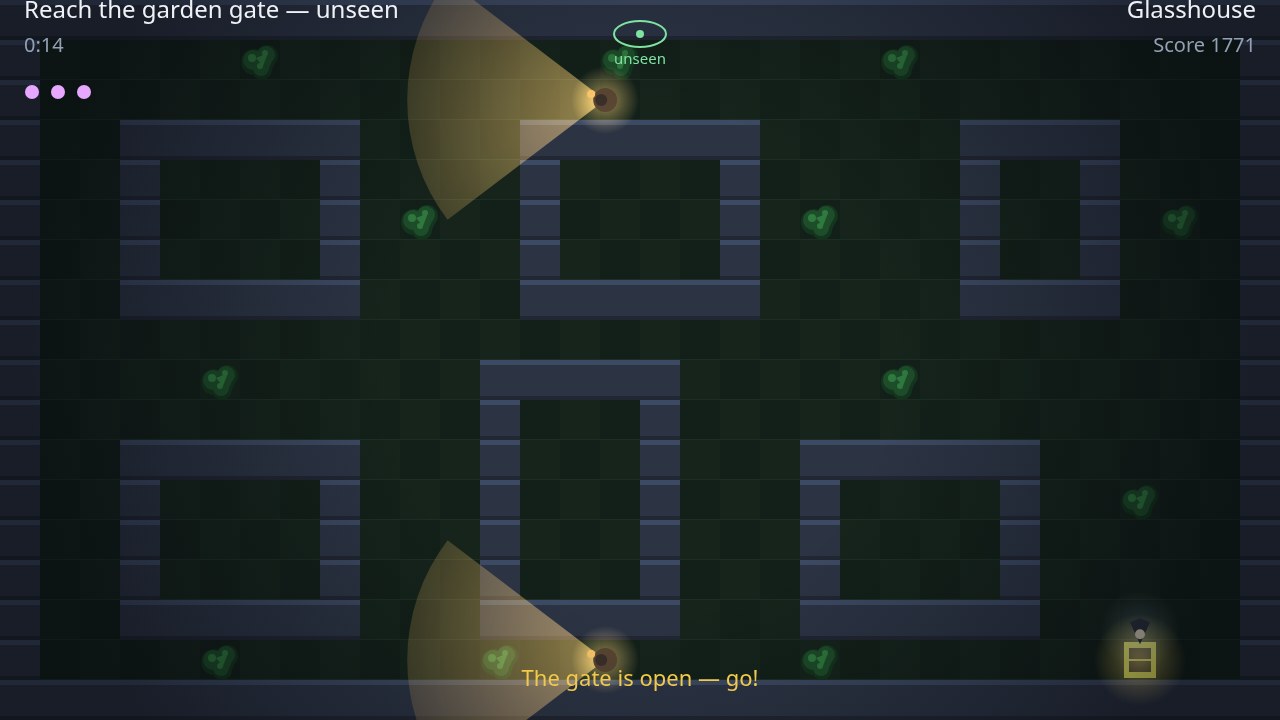 Reach the garden gate — unseen
Glasshouse
0:14
Score 1771
unseen
The gate is open — go!